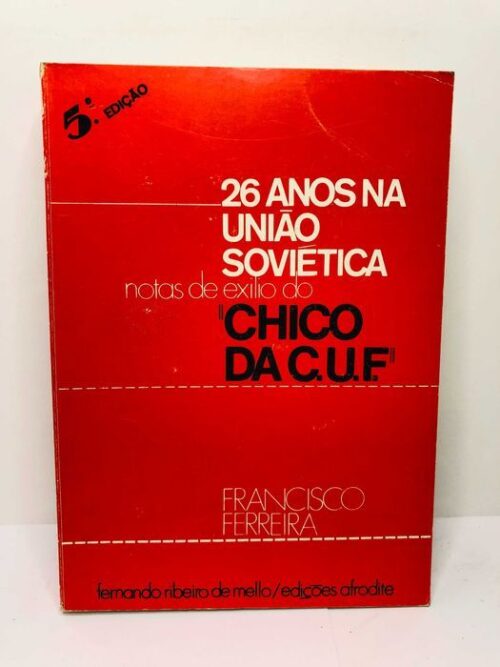 5.ª EDIÇÃO
26 ANOS NA
UNIÃO
SOVIÉTICA
notas de exílio do
"CHICO
DA C.U.F."
FRANCISCO
FERREIRA
fernando ribeiro de mello/edições afrodite